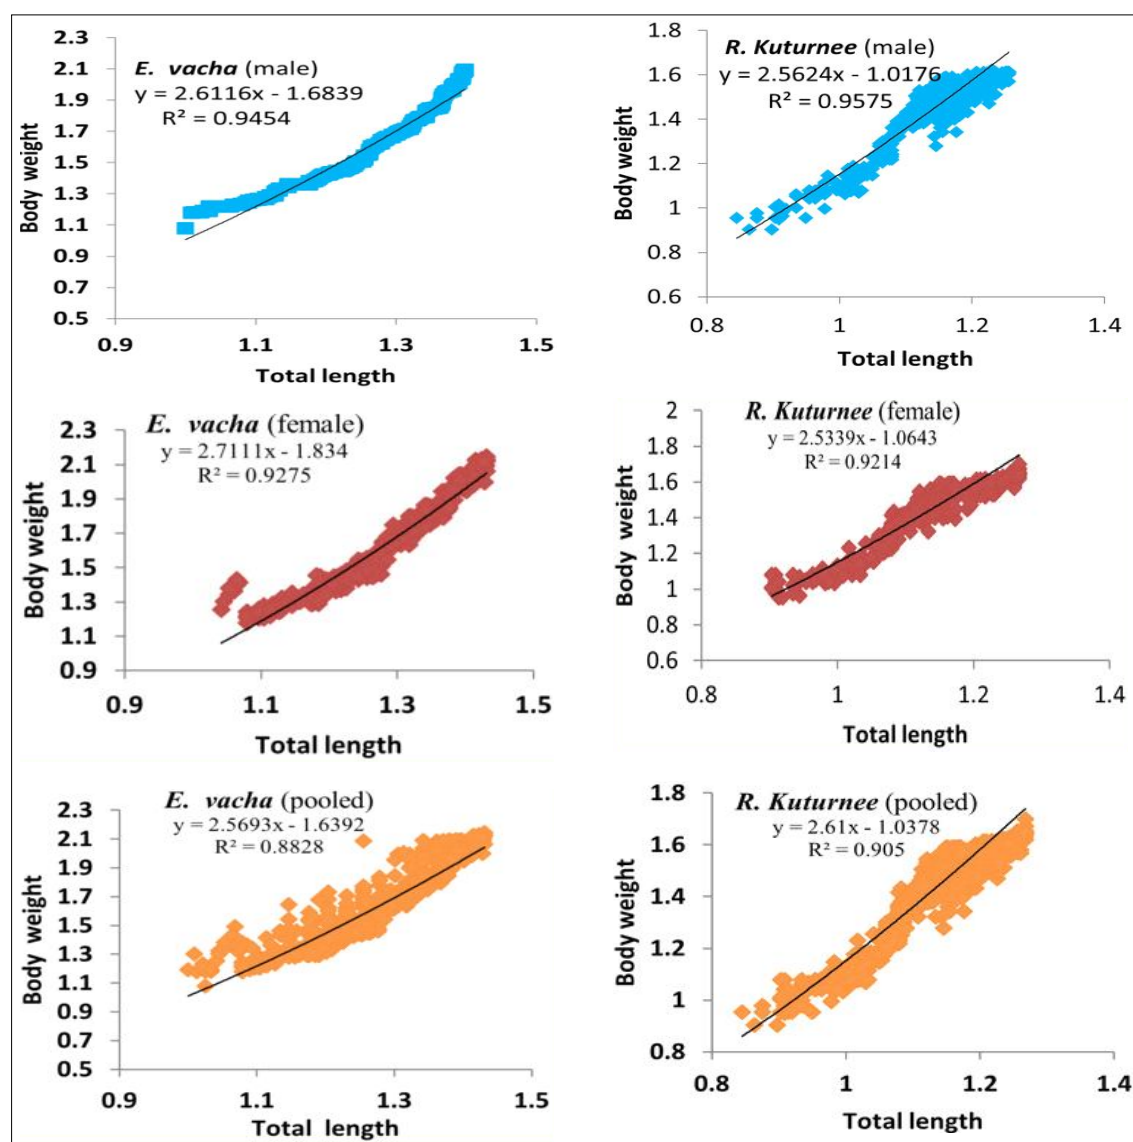 E. vacha (male)
y = 2.6116x - 1.6839
R² = 0.9454
2.3
2.1
1.9
1.7
1.5
1.3
1.1
0.9
0.7
0.5
Body weight
0.9
1.1
1.3
1.5
Total length
R. Kuturnee (male)
y = 2.5624x - 1.0176
R² = 0.9575
1.8
1.6
1.4
1.2
1
0.8
0.6
Body weight
0.8
1
1.2
1.4
Total length
E. vacha (female)
y = 2.7111x - 1.834
R² = 0.9275
2.3
2.1
1.9
1.7
1.5
1.3
1.1
0.9
Body weight
0.9
1.1
1.3
1.5
Total length
R. Kuturnee (female)
y = 2.5339x - 1.0643
R² = 0.9214
2
1.8
1.6
1.4
1.2
1
0.8
0.6
Body weight
0.8
1
1.2
1.4
Total length
E. vacha (pooled)
y = 2.5693x - 1.6392
R² = 0.8828
2.3
2.1
1.9
1.7
1.5
1.3
1.1
0.9
0.7
0.5
Body weight
0.9
1.1
1.3
1.5
Total length
R. Kuturnee (pooled)
y = 2.61x - 1.0378
R² = 0.905
1.8
1.6
1.4
1.2
1
0.8
Body weight
0.8
1
1.2
1.4
Total length